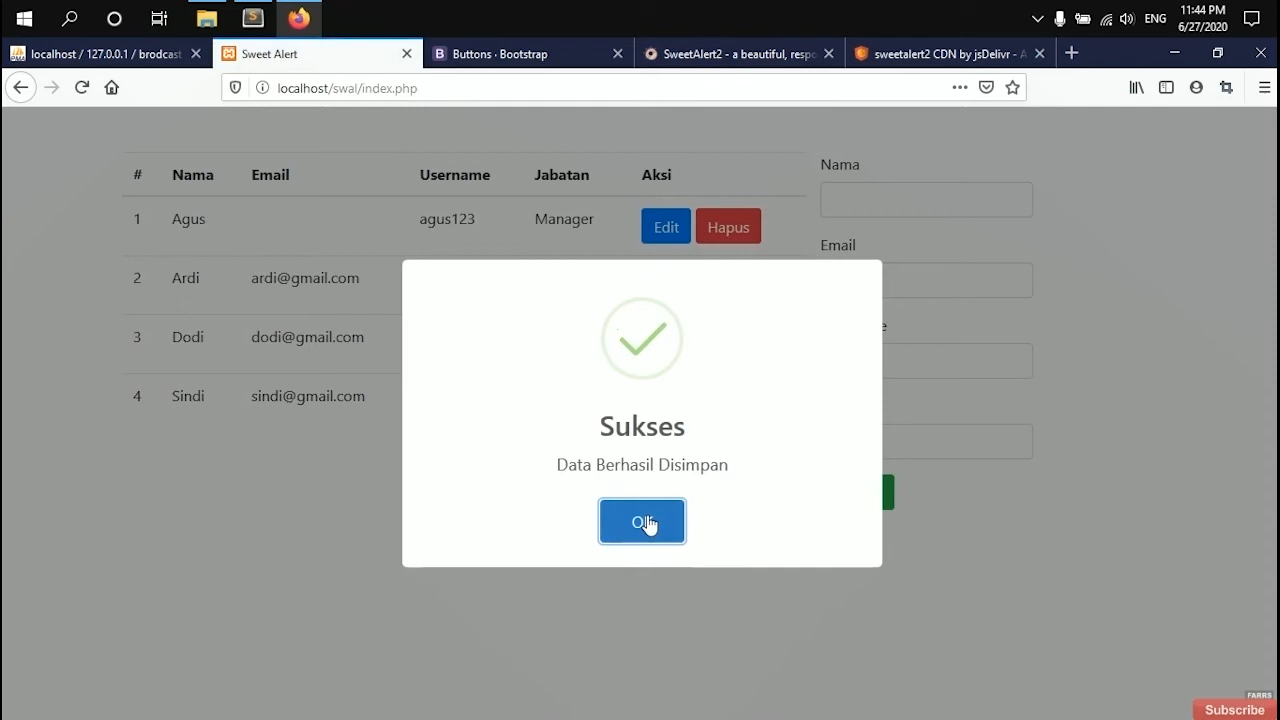 11:44 PM
ENG
6/27/2020
localhost / 127.0.0.1 / brodcast
Sweet Alert
Buttons · Bootstrap
SweetAlert2 - a beautiful, respo
sweetalert2 CDN by jsDelivr - A
localhost/swal/index.php
# Nama Email Username Jabatan Aksi
1 Agus agus123 Manager Edit Hapus
2 Ardi ardi@gmail.com
3 Dodi dodi@gmail.com
4 Sindi sindi@gmail.com
Nama
Email
e
Sukses
Data Berhasil Disimpan
FARRS
Subscribe